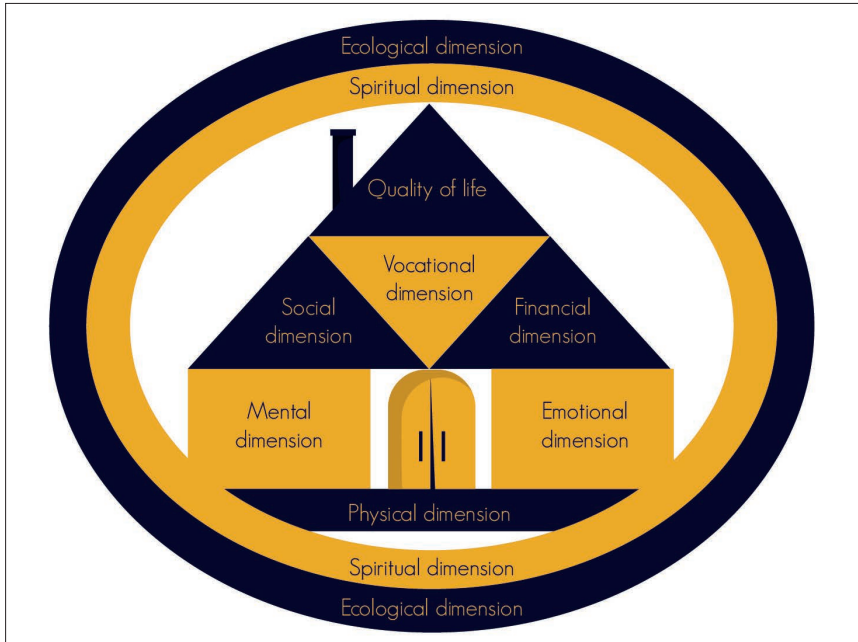 Ecological dimension
Spiritual dimension
Quality of life
Vocational
dimension
Social
dimension
Financial
dimension
Mental
dimension
Emotional
dimension
Physical dimension
Spiritual dimension
Ecological dimension